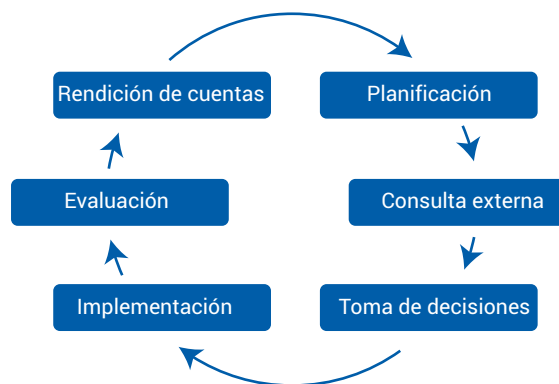 Rendición de cuentas
Planificación
Evaluación
Consulta externa
Implementación
Toma de decisiones